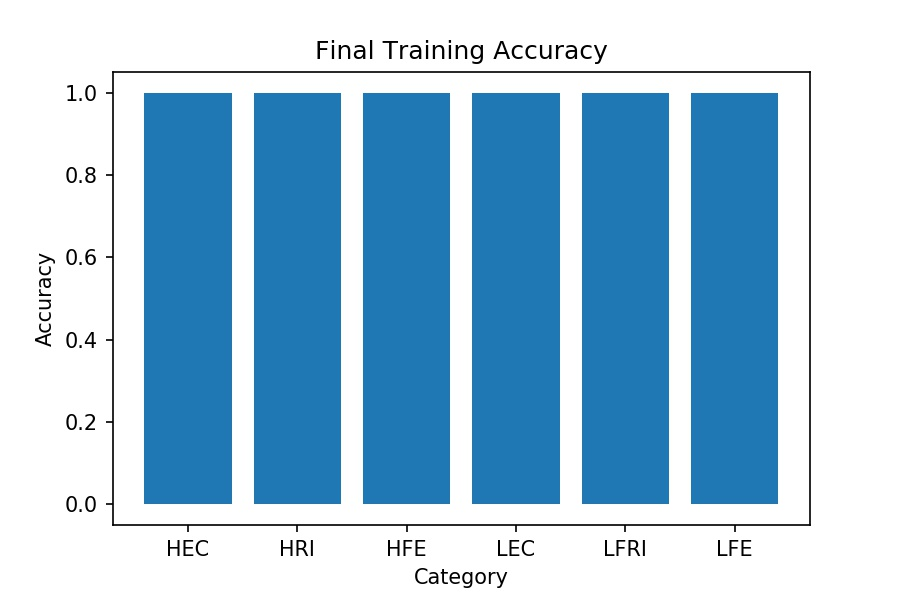 Final Training Accuracy
1.0
0.8
0.6
0.4
0.2
0.0
Accuracy
HEC HRI HFE LEC LFRI LFE
Category